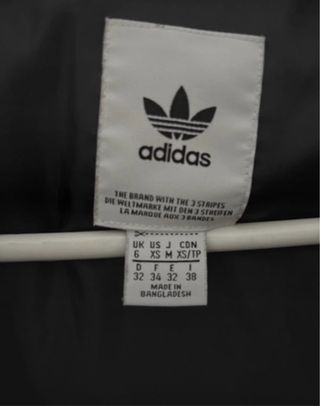 adidas
THE BRAND WITH THE 3 STRIPES
DIE WELTMARKE MIT DEN 3 STREIFEN
LA MARQUE AUX 3 BANDES
UK US J CDN
6 XS M XS/TP
D F E I
32 34 32 38
MADE IN
BANGLADESH